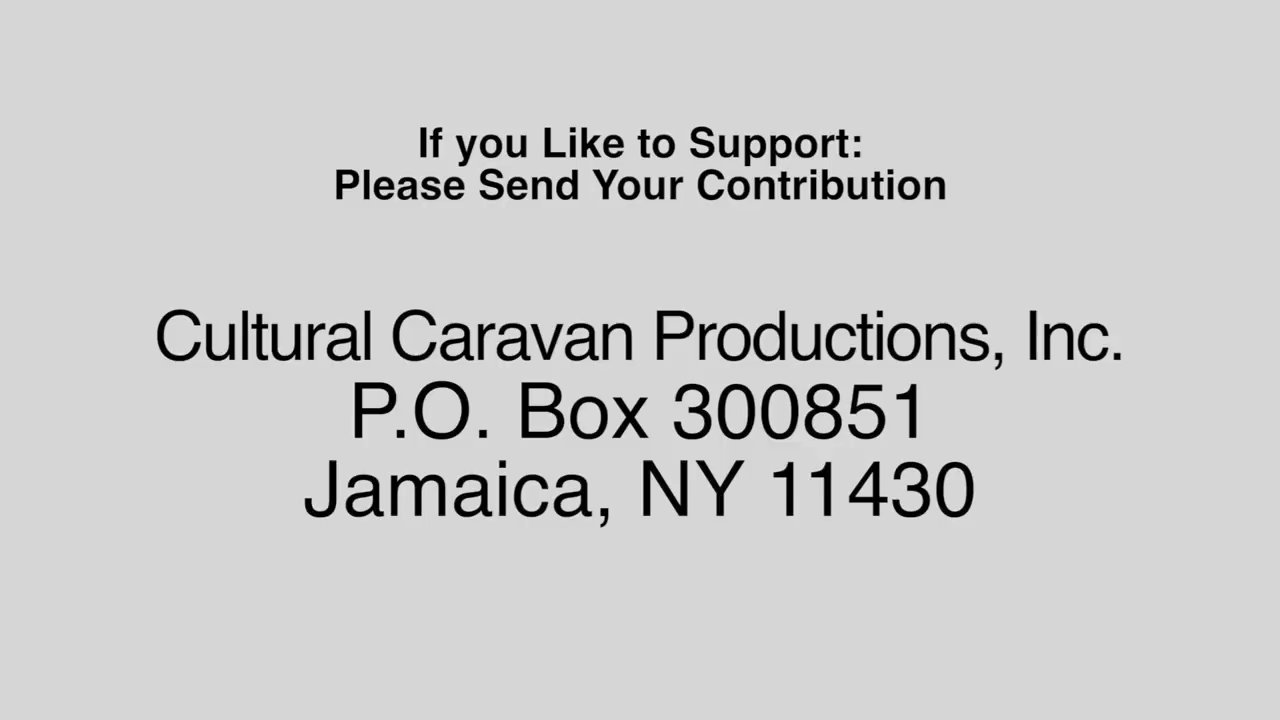 If you Like to Support:
Please Send Your Contribution
Cultural Caravan Productions, Inc.
P.O. Box 300851
Jamaica, NY 11430